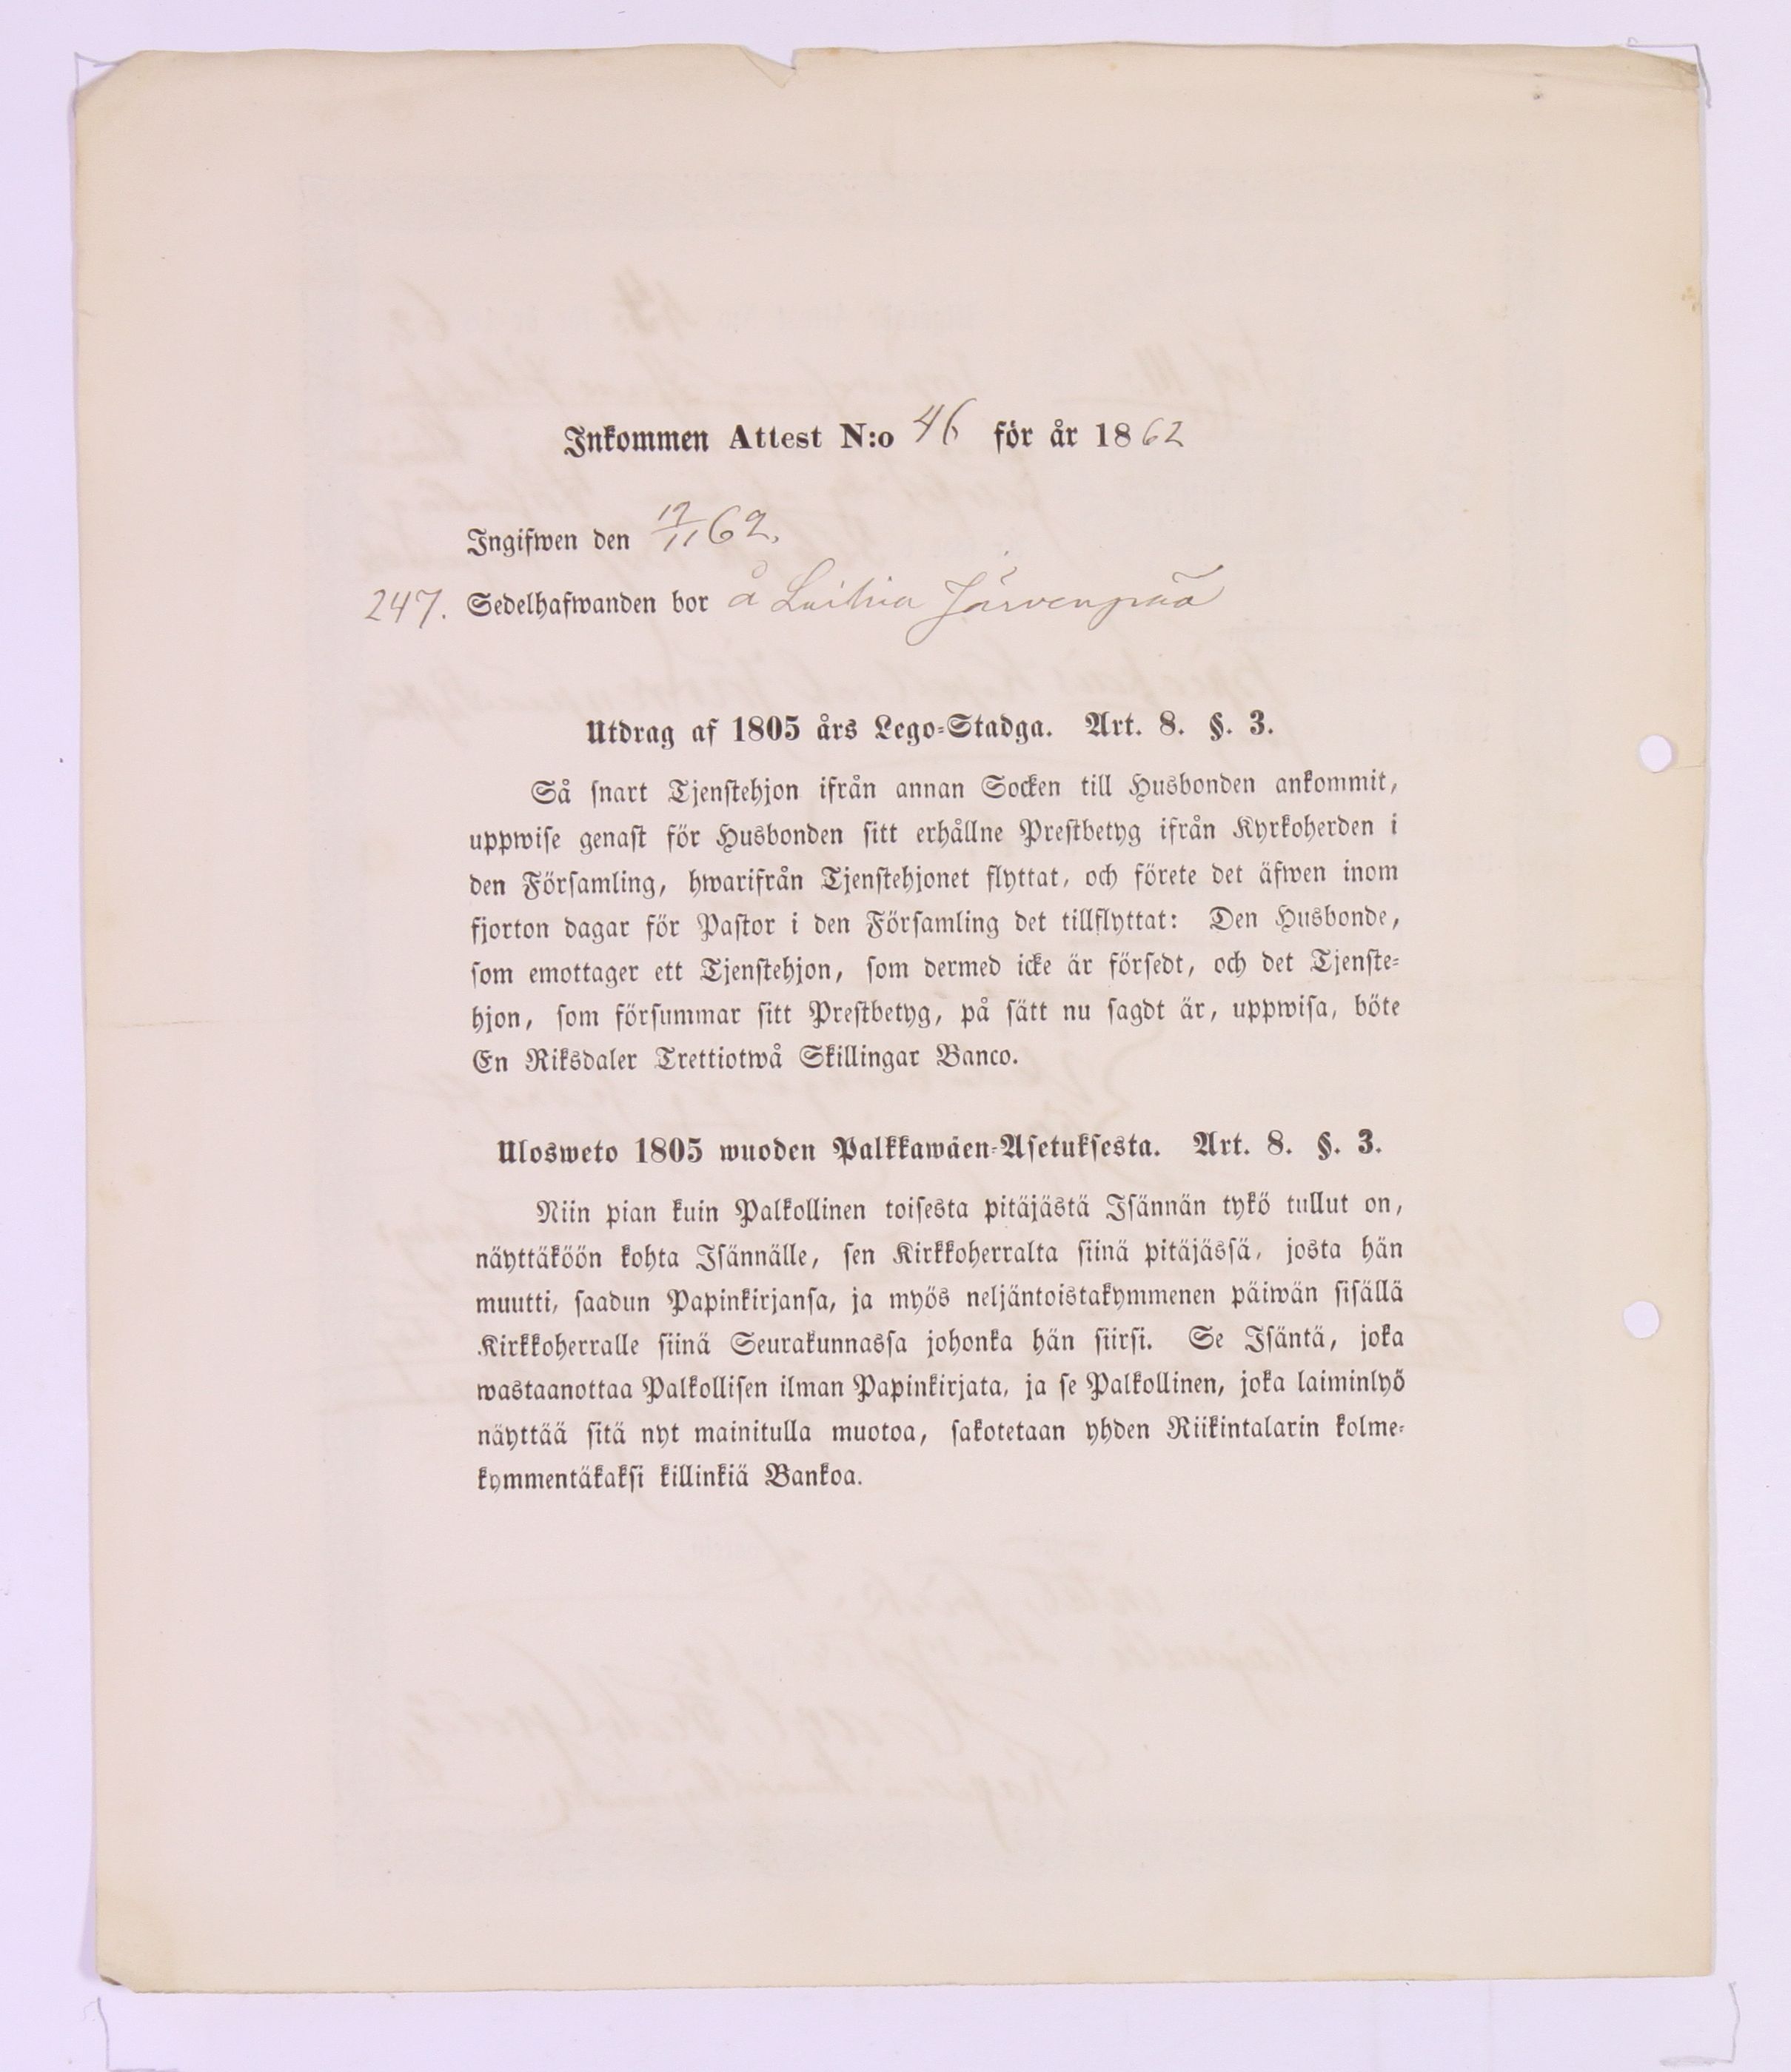 Inkommen Attest N:o 46 för år 1862
Ingifwen den 12/11 62.
247. Sedelhafwanden bor å Laihia Järvenpää
Utdrag af 1805 års Lego-Stadga. Art. 8. §. 3.
Så snart Tjenstehjon ifrån annan Socken till Husbonden ankommit,
uppwise genast för Husbonden sitt erhållne Prestbetyg ifrån Kyrkoherden i
den Församling, hwarifrån Tjenstehjonet flyttat, och förete det äfwen inom
fjorton dagar för Pastor i den Församling det tillflyttat: Den Husbonde,
som emottager ett Tjenstehjon, som dermed icke är försedt, och det Tjenste-
hjon, som försummar sitt Prestbetyg, på sätt nu sagdt är, uppwisa, böte
En Riksdaler Trettiotwå Skillingar Banco.
Ulosweto 1805 wuoden Palkkawäen-Asetuksesta. Art. 8. §. 3.
Niin pian kuin Palkollinen toisesta pitäjästä Isännän tykö tullut on,
näyttäköön kohta Isännälle, sen Kirkkoherralta siinä pitäjässä, josta hän
muutti, saadun Papinkirjansa, ja myös neljäntoistakymmenen päiwän sisällä
Kirkkoherralle siinä Seurakunnassa johonka hän siirsi. Se Isäntä, joka
wastaanottaa Palkollisen ilman Papinkirjata, ja se Palkollinen, joka laiminlyö
näyttää sitä nyt mainitulla muotoa, sakotetaan yhden Riikintalarin kolme-
kymmentäkaksi killinkiä Bankoa.